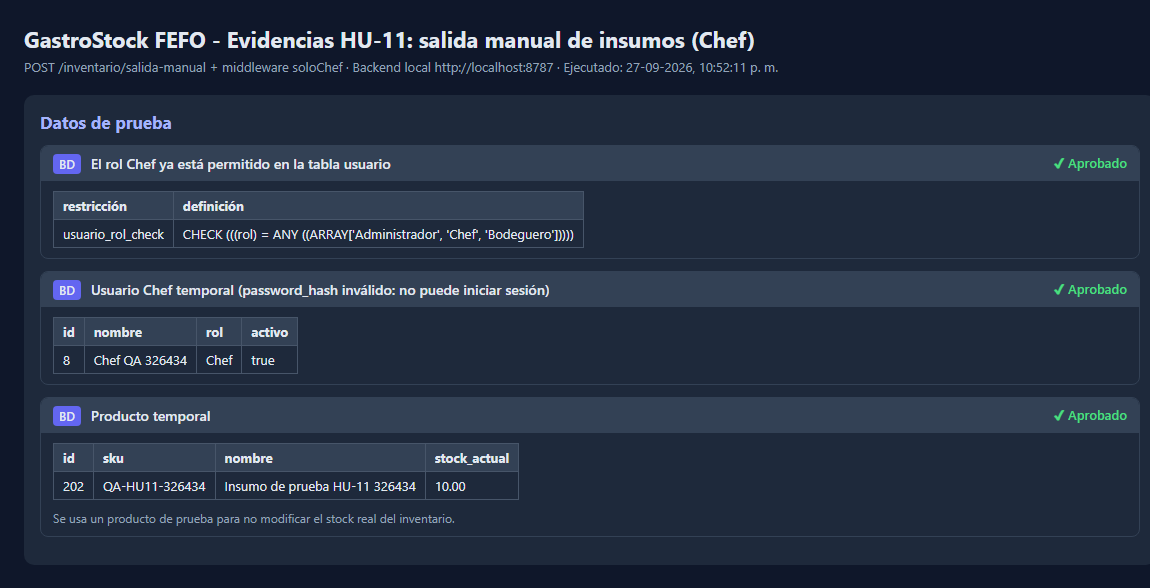 GastroStock FEFO - Evidencias HU-11: salida manual de insumos (Chef)
POST /inventario/salida-manual + middleware soloChef · Backend local http://localhost:8787 · Ejecutado: 27-09-2026, 10:52:11 p. m.
Datos de prueba
BD El rol Chef ya está permitido en la tabla usuario ✓ Aprobado
restricción definición
usuario_rol_check CHECK (((rol) = ANY ((ARRAY['Administrador', 'Chef', 'Bodeguero']))))
BD Usuario Chef temporal (password_hash inválido: no puede iniciar sesión) ✓ Aprobado
id nombre rol activo
8 Chef QA 326434 Chef true
BD Producto temporal ✓ Aprobado
id sku nombre stock_actual
202 QA-HU11-326434 Insumo de prueba HU-11 326434 10.00
Se usa un producto de prueba para no modificar el stock real del inventario.